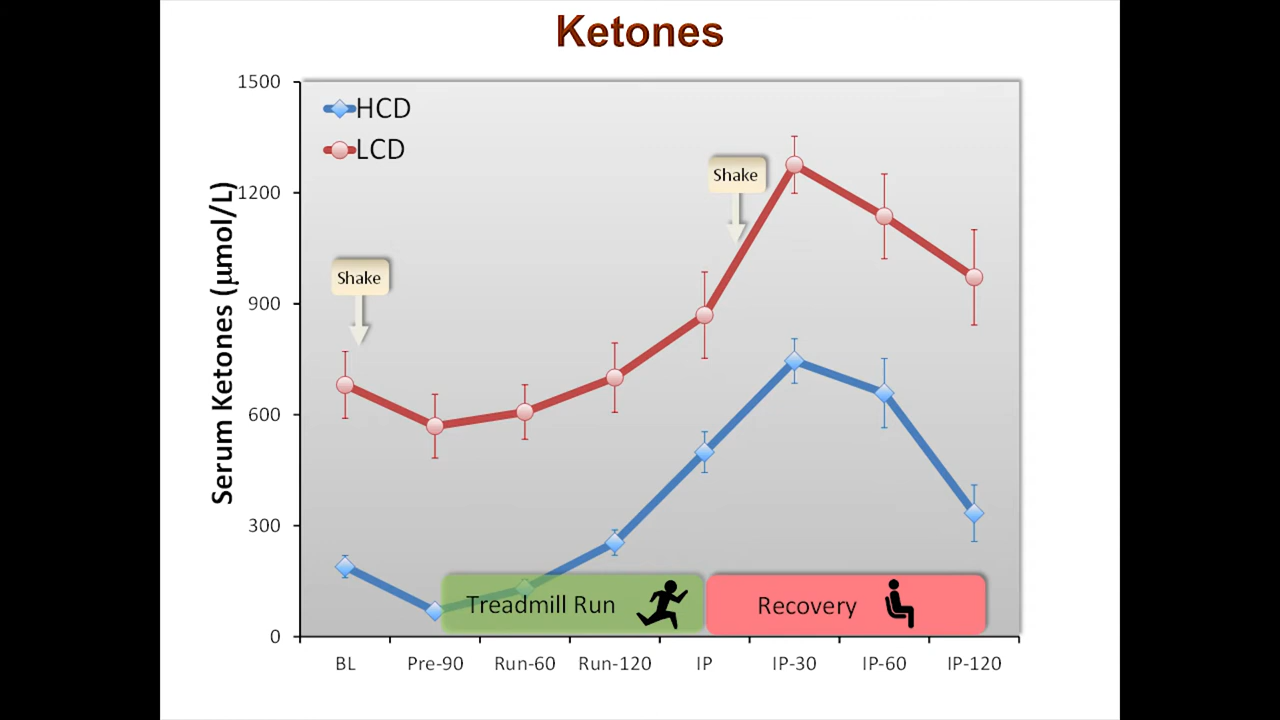 Ketones
1500
HCD
LCD
Shake
1200
Shake
900
600
300
0
Serum Ketones (µmol/L)
Treadmill Run
Recovery
BL Pre-90 Run-60 Run-120 IP IP-30 IP-60 IP-120